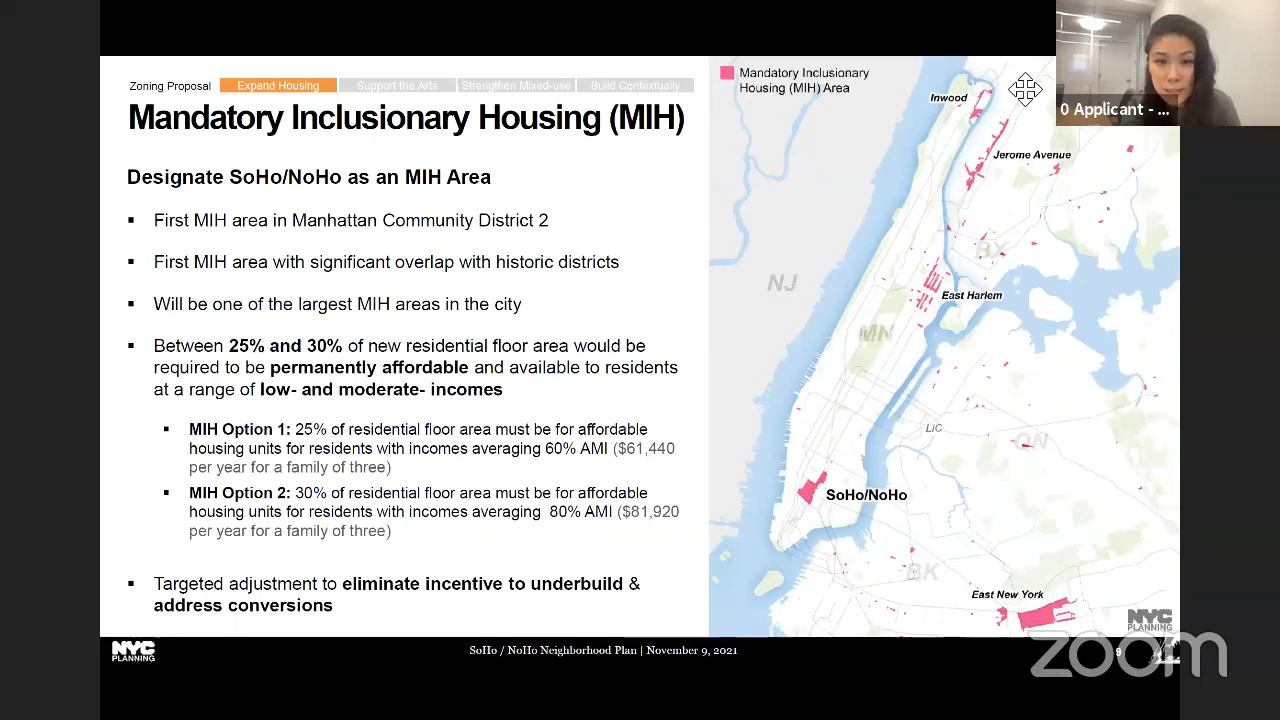 Zoning Proposal Expand Housing Support the Arts Strengthen Mixed-use Build Contextually
Mandatory Inclusionary Housing (MIH)
Designate SoHo/NoHo as an MIH Area
▪ First MIH area in Manhattan Community District 2
▪ First MIH area with significant overlap with historic districts
▪ Will be one of the largest MIH areas in the city
▪ Between 25% and 30% of new residential floor area would be
required to be permanently affordable and available to residents
at a range of low- and moderate- incomes
▪ MIH Option 1: 25% of residential floor area must be for affordable
housing units for residents with incomes averaging 60% AMI ($61,440
per year for a family of three)
▪ MIH Option 2: 30% of residential floor area must be for affordable
housing units for residents with incomes averaging 80% AMI ($81,920
per year for a family of three)
▪ Targeted adjustment to eliminate incentive to underbuild &
address conversions
Mandatory Inclusionary
Housing (MIH) Area
Inwood
Jerome Avenue
BX
NJ
East Harlem
MN
LIC
QN
SoHo/NoHo
BK
East New York
NYC
PLANNING
0 Applicant - ...
NYC
PLANNING
SoHo / NoHo Neighborhood Plan | November 9, 2021
9
zoom